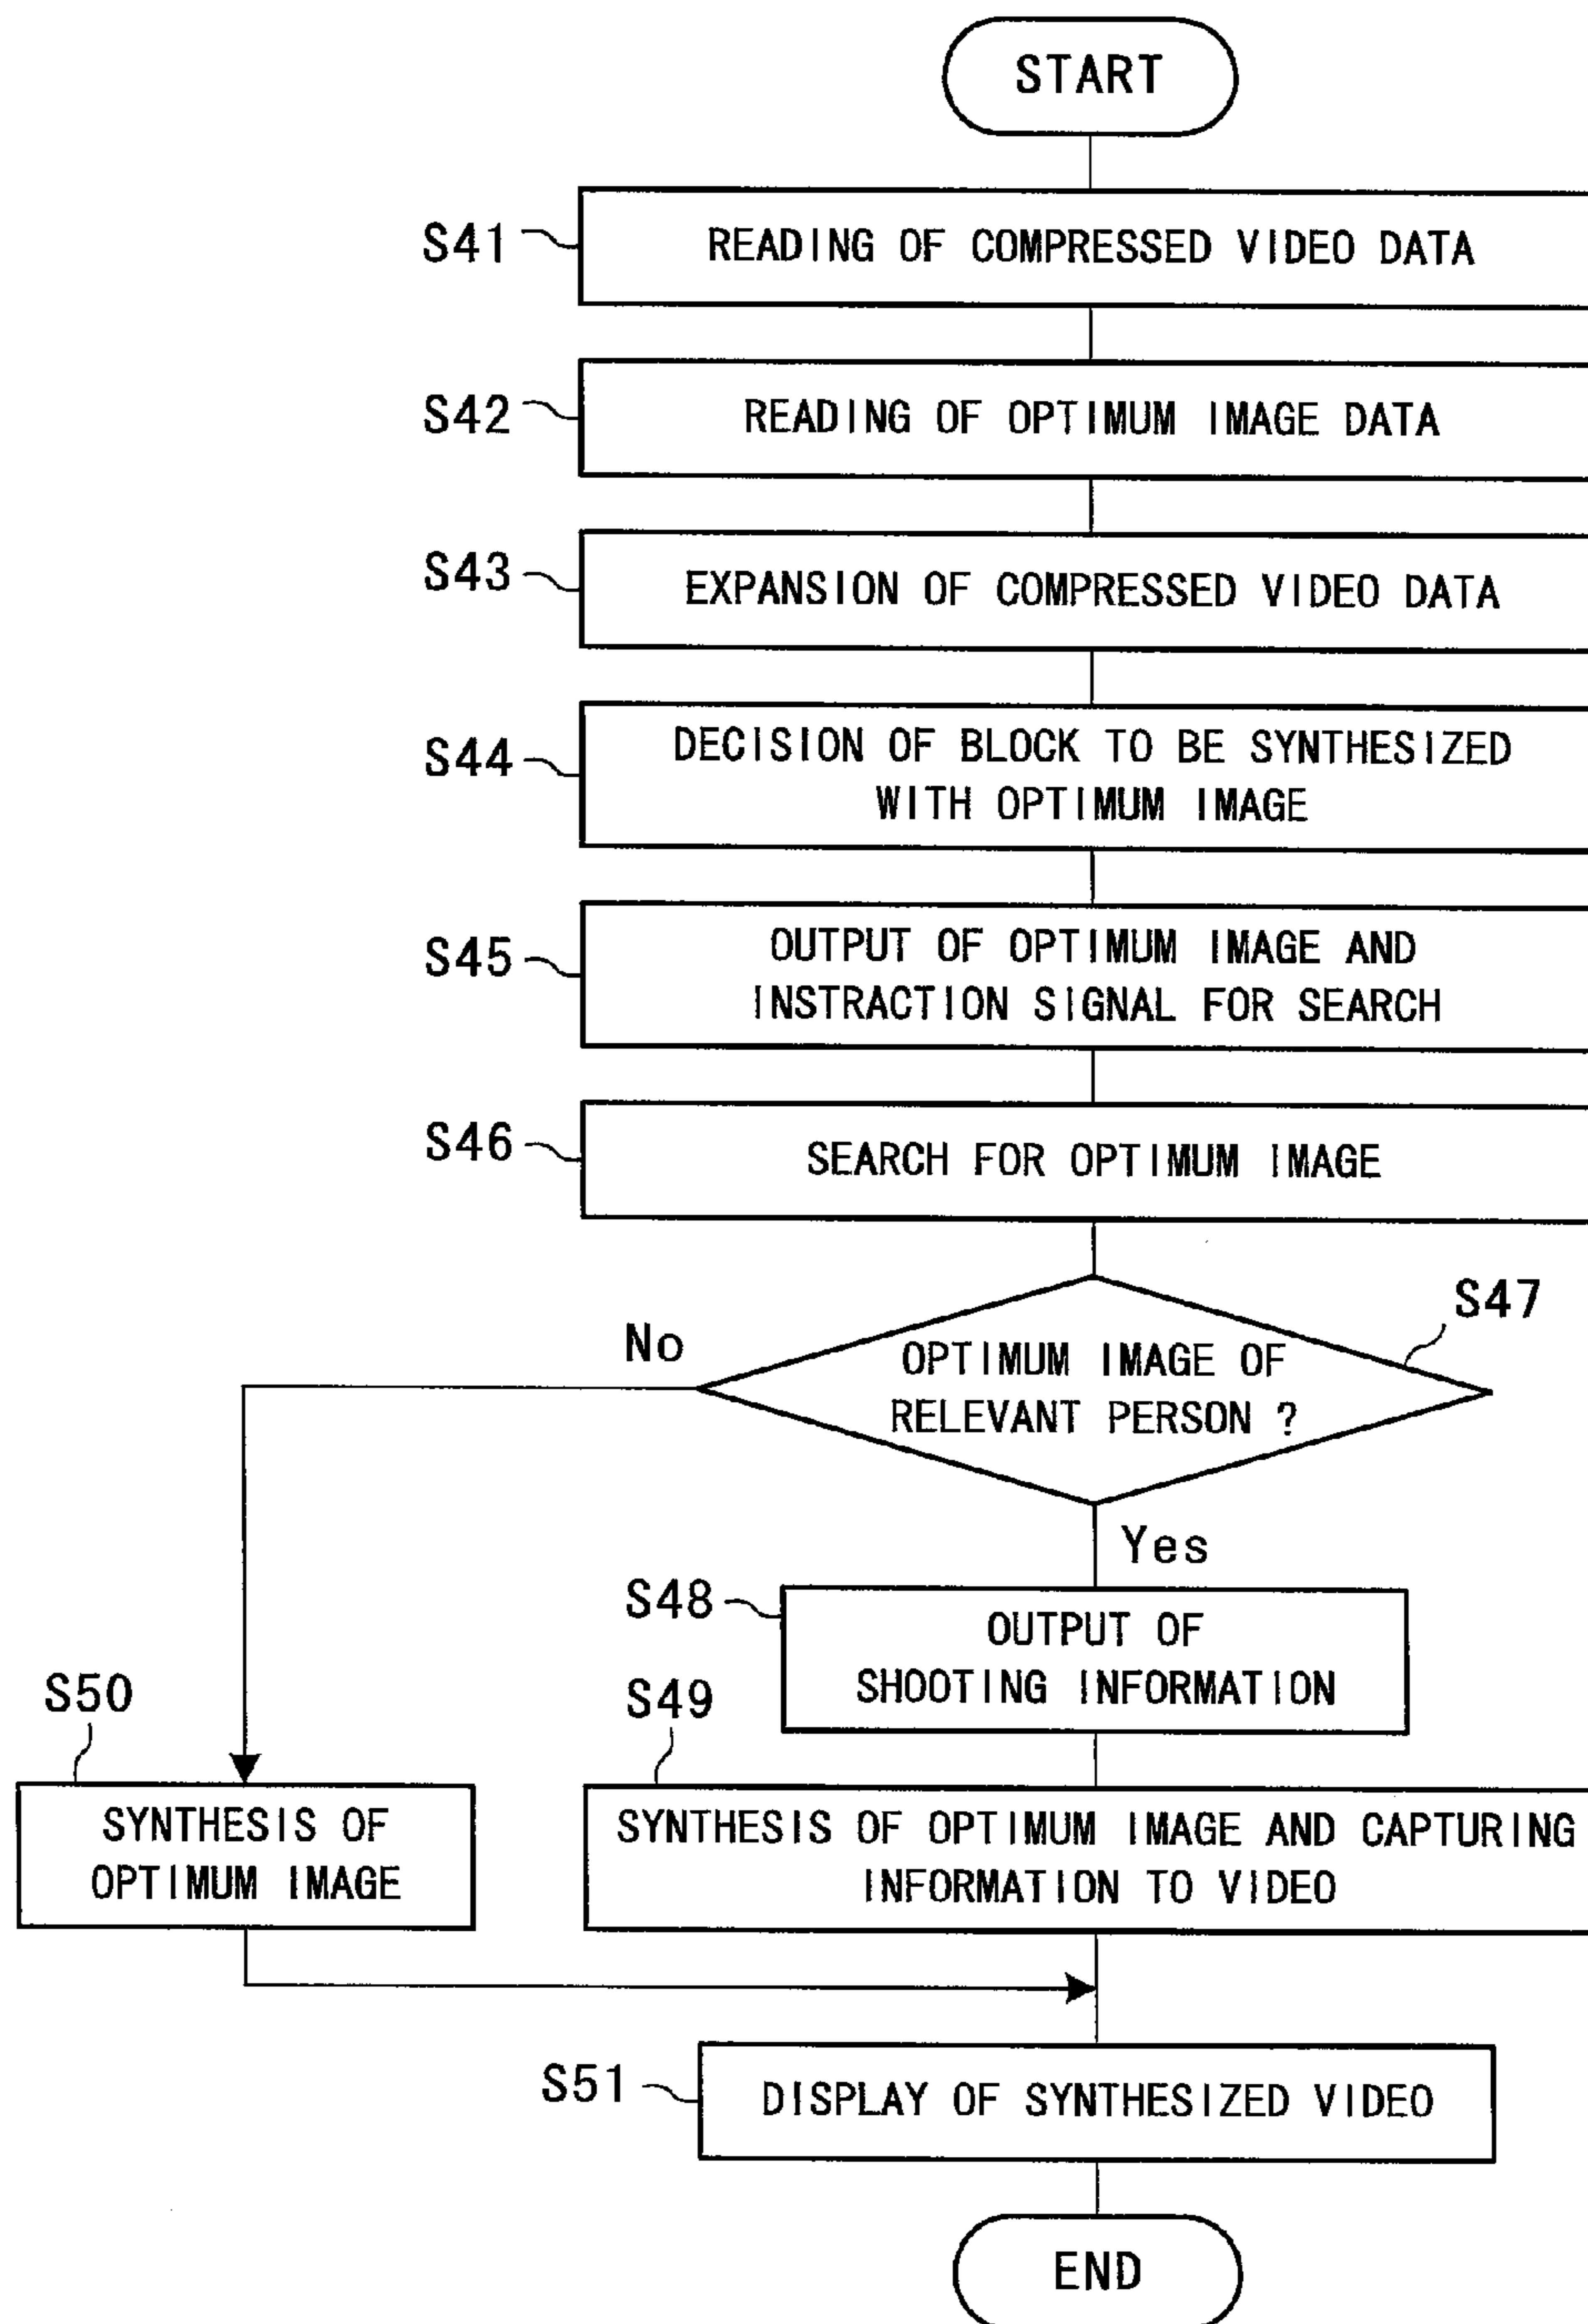 START
S41
READING OF COMPRESSED VIDEO DATA
S42
READING OF OPTIMUM IMAGE DATA
S43
EXPANSION OF COMPRESSED VIDEO DATA
S44
DECISION OF BLOCK TO BE SYNTHESIZED
WITH OPTIMUM IMAGE
S45
OUTPUT OF OPTIMUM IMAGE AND
INSTRACTION SIGNAL FOR SEARCH
S46
SEARCH FOR OPTIMUM IMAGE
S47
OPTIMUM IMAGE OF
RELEVANT PERSON ?
No
Yes
S48
OUTPUT OF
SHOOTING INFORMATION
S49
SYNTHESIS OF OPTIMUM IMAGE AND CAPTURING
INFORMATION TO VIDEO
S50
SYNTHESIS OF
OPTIMUM IMAGE
S51
DISPLAY OF SYNTHESIZED VIDEO
END